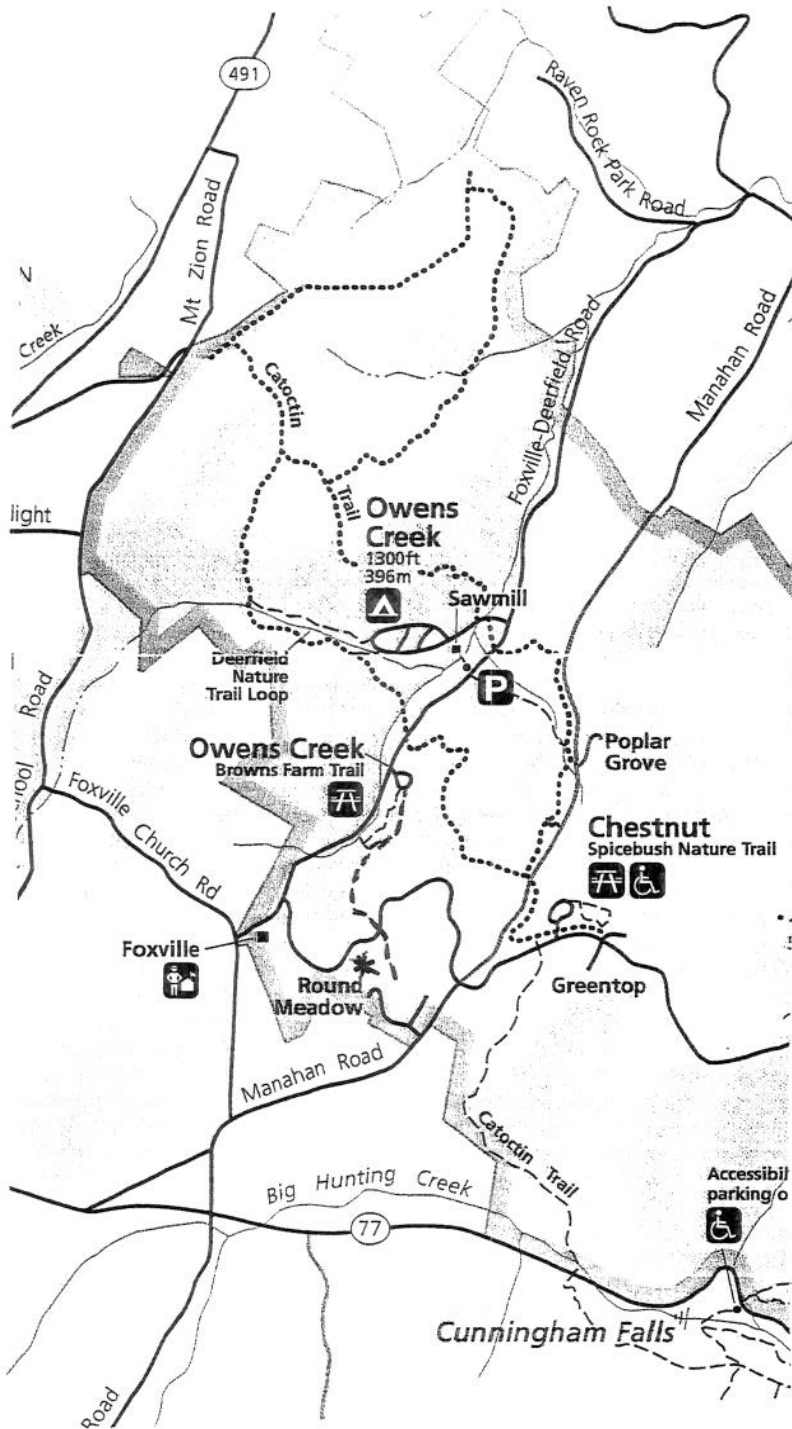 491
Raven Rock Park Road
Mt Zion Road
Creek
Manahan Road
Foxville-Deerfield Road
Catoctin
Trail
Owens
Creek
1300ft
396m
light
Sawmill
Deerfield
Nature
Trail Loop
P
Road
Owens Creek
Browns Farm Trail
Poplar
Grove
Foxville Church Rd
Chestnut
Spicebush Nature Trail
Foxville
Round
Meadow
Greentop
Manahan Road
Catoctin Trail
Big Hunting Creek
77
Accessibil
parking o
Cunningham Falls
Road